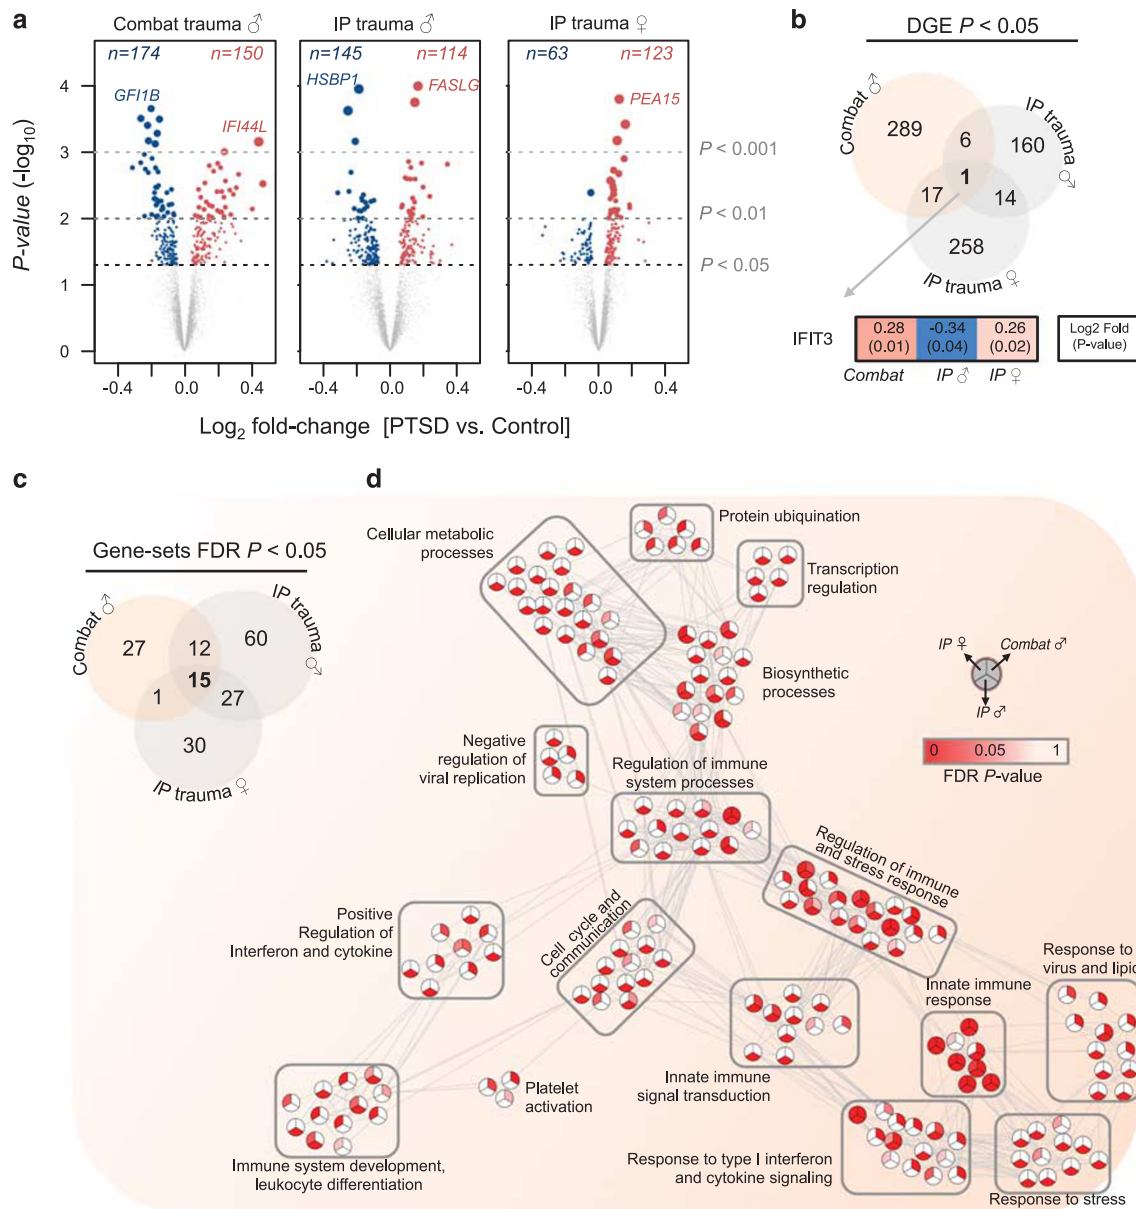 a
Combat trauma ♂
IP trauma ♂
IP trauma ♀
n=174
n=150
n=145
n=114
n=63
n=123
GFI1B
IFI44L
HSBP1
FASLG
PEA15
P-value (-log10)
4
3
2
1
0
P < 0.001
P < 0.01
P < 0.05
-0.4
0.0
0.4
-0.4
0.0
0.4
-0.4
0.0
0.4
Log2 fold-change [PTSD vs. Control]
b
DGE P < 0.05
Combat ♂
IP trauma ♂
IP trauma ♀
289
6
160
1
17
14
258
IFIT3
0.28
(0.01)
-0.34
(0.04)
0.26
(0.02)
Log2 Fold
(P-value)
Combat
IP ♂
IP ♀
c
Gene-sets FDR P < 0.05
Combat ♂
IP trauma ♂
IP trauma ♀
27
12
60
15
1
27
30
d
Cellular metabolic
processes
Protein ubiquination
Transcription
regulation
Biosynthetic
processes
Negative
regulation of
viral replication
Regulation of immune
system processes
Regulation of immune
and stress response
Positive
Regulation of
Interferon and cytokine
Cell cycle and
communication
Response to
virus and lipid
Innate immune
response
Innate immune
signal transduction
Platelet
activation
Immune system development,
leukocyte differentiation
Response to type I interferon
and cytokine signaling
Response to stress
IP ♀
Combat ♂
IP ♂
0
0.05
1
FDR P-value